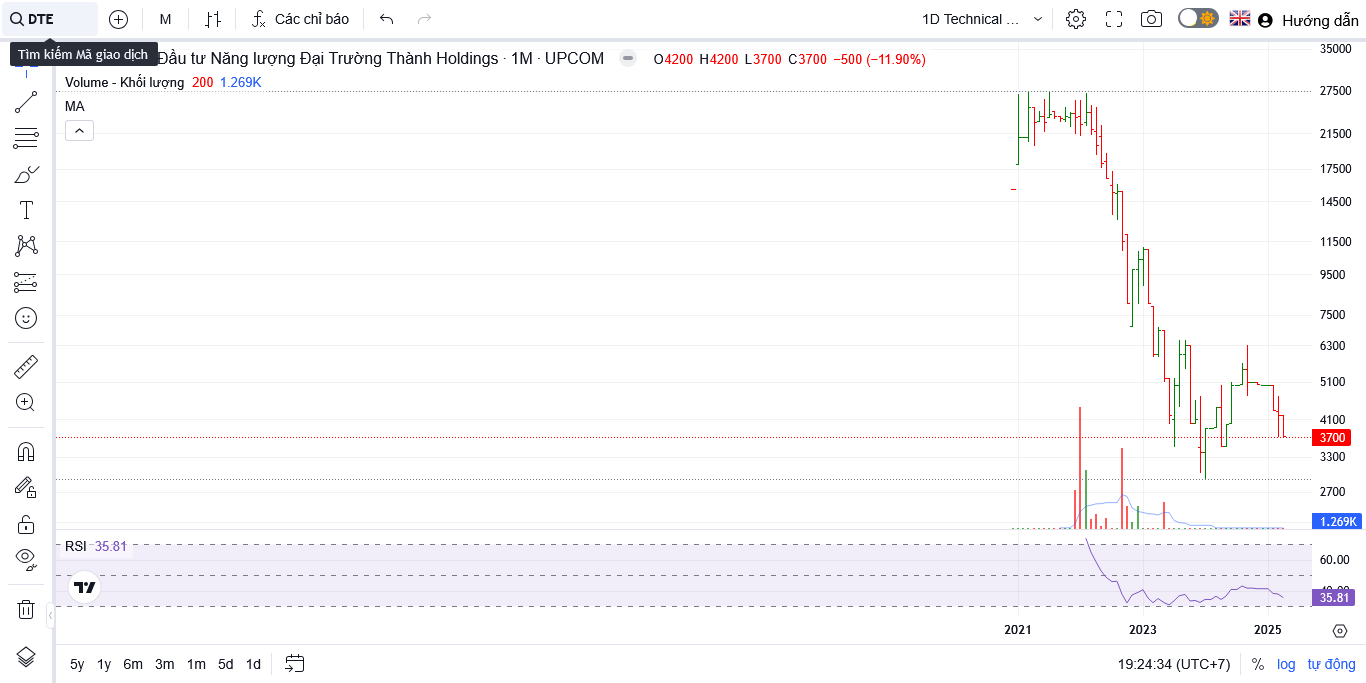 DTE
M
Các chỉ báo
1D Technical ...
Hướng dẫn
Tìm kiếm Mã giao dịch
Đầu tư Năng lượng Đại Trường Thành Holdings · 1M · UPCOM
O4200 H4200 L3700 C3700 −500 (−11.90%)
Volume - Khối lượng 200 1.269K
MA
35000
27500
21500
17500
14500
11500
9500
7500
6300
5100
4100
3700
3300
2700
1.269K
RSI 35.81
60.00
40.00
35.81
2021
2023
2025
5y 1y 6m 3m 1m 5d 1d
19:24:34 (UTC+7)
%
log
tự động